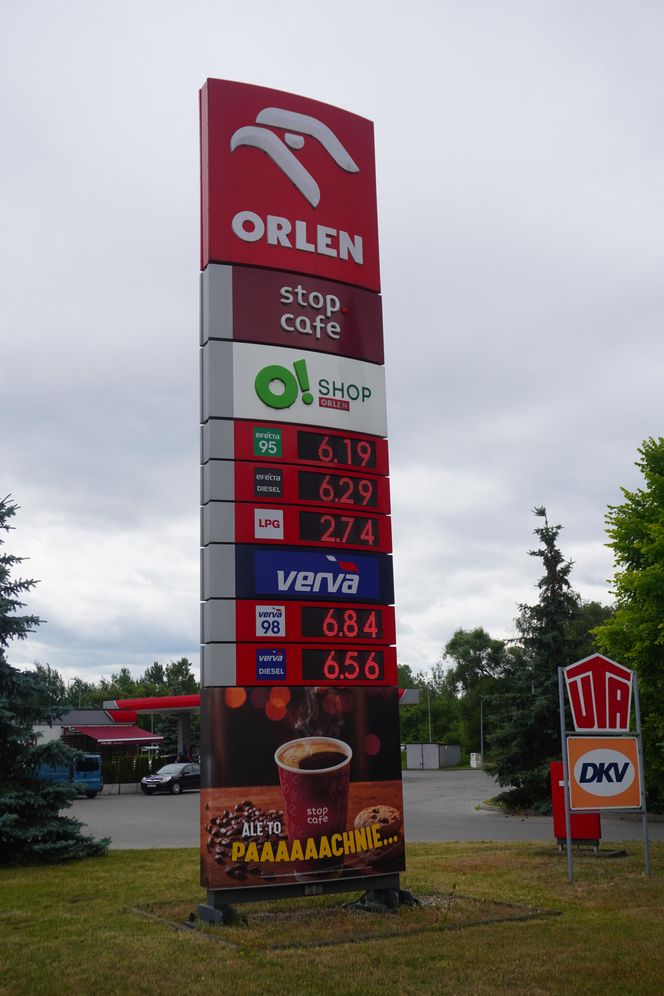 ORLEN
stop.
cafe
O! SHOP
ORLEN
efecta
95
6.19
efecta
DIESEL
6.29
LPG
2.74
verva
verva
98
6.84
verva
DIESEL
6.56
stop
cafe
ALE TO
PAAAAAACHNIE...
UTA
DKV